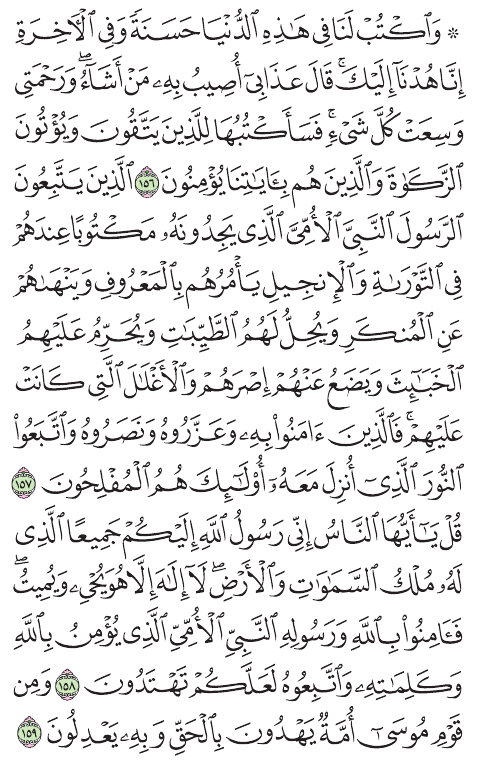 ۞ وَٱكۡتُبۡ لَنَا فِي هَٰذِهِ ٱلدُّنۡيَا حَسَنَةٗ وَفِي ٱلۡأٓخِرَةِ
إِنَّا هُدۡنَآ إِلَيۡكَۚ قَالَ عَذَابِيٓ أُصِيبُ بِهِۦ مَنۡ أَشَآءُۖ وَرَحۡمَتِي
وَسِعَتۡ كُلَّ شَيۡءٖۚ فَسَأَكۡتُبُهَا لِلَّذِينَ يَتَّقُونَ وَيُؤۡتُونَ
ٱلزَّكَوٰةَ وَٱلَّذِينَ هُم بِـَٔايَٰتِنَا يُؤۡمِنُونَ ١٥٦ ٱلَّذِينَ يَتَّبِعُونَ
ٱلرَّسُولَ ٱلنَّبِيَّ ٱلۡأُمِّيَّ ٱلَّذِي يَجِدُونَهُۥ مَكۡتُوبًا عِندَهُمۡ
فِي ٱلتَّوۡرَىٰةِ وَٱلۡإِنجِيلِ يَأۡمُرُهُم بِٱلۡمَعۡرُوفِ وَيَنۡهَىٰهُمۡ
عَنِ ٱلۡمُنكَرِ وَيُحِلُّ لَهُمُ ٱلطَّيِّبَٰتِ وَيُحَرِّمُ عَلَيۡهِمُ
ٱلۡخَبَٰٓئِثَ وَيَضَعُ عَنۡهُمۡ إِصۡرَهُمۡ وَٱلۡأَغۡلَٰلَ ٱلَّتِي كَانَتۡ
عَلَيۡهِمۡۚ فَٱلَّذِينَ ءَامَنُواْ بِهِۦ وَعَزَّرُوهُ وَنَصَرُوهُ وَٱتَّبَعُواْ
ٱلنُّورَ ٱلَّذِيٓ أُنزِلَ مَعَهُۥٓ أُوْلَٰٓئِكَ هُمُ ٱلۡمُفۡلِحُونَ ١٥٧
قُلۡ يَٰٓأَيُّهَا ٱلنَّاسُ إِنِّي رَسُولُ ٱللَّهِ إِلَيۡكُمۡ جَمِيعًا ٱلَّذِي
لَهُۥ مُلۡكُ ٱلسَّمَٰوَٰتِ وَٱلۡأَرۡضِۖ لَآ إِلَٰهَ إِلَّا هُوَ يُحۡيِۦ وَيُمِيتُۖ
فَـَٔامِنُواْ بِٱللَّهِ وَرَسُولِهِ ٱلنَّبِيِّ ٱلۡأُمِّيِّ ٱلَّذِي يُؤۡمِنُ بِٱللَّهِ
وَكَلِمَٰتِهِۦ وَٱتَّبِعُوهُ لَعَلَّكُمۡ تَهۡتَدُونَ ١٥٨ وَمِن
قَوۡمِ مُوسَىٰٓ أُمَّةٞ يَهۡدُونَ بِٱلۡحَقِّ وَبِهِۦ يَعۡدِلُونَ ١٥٩